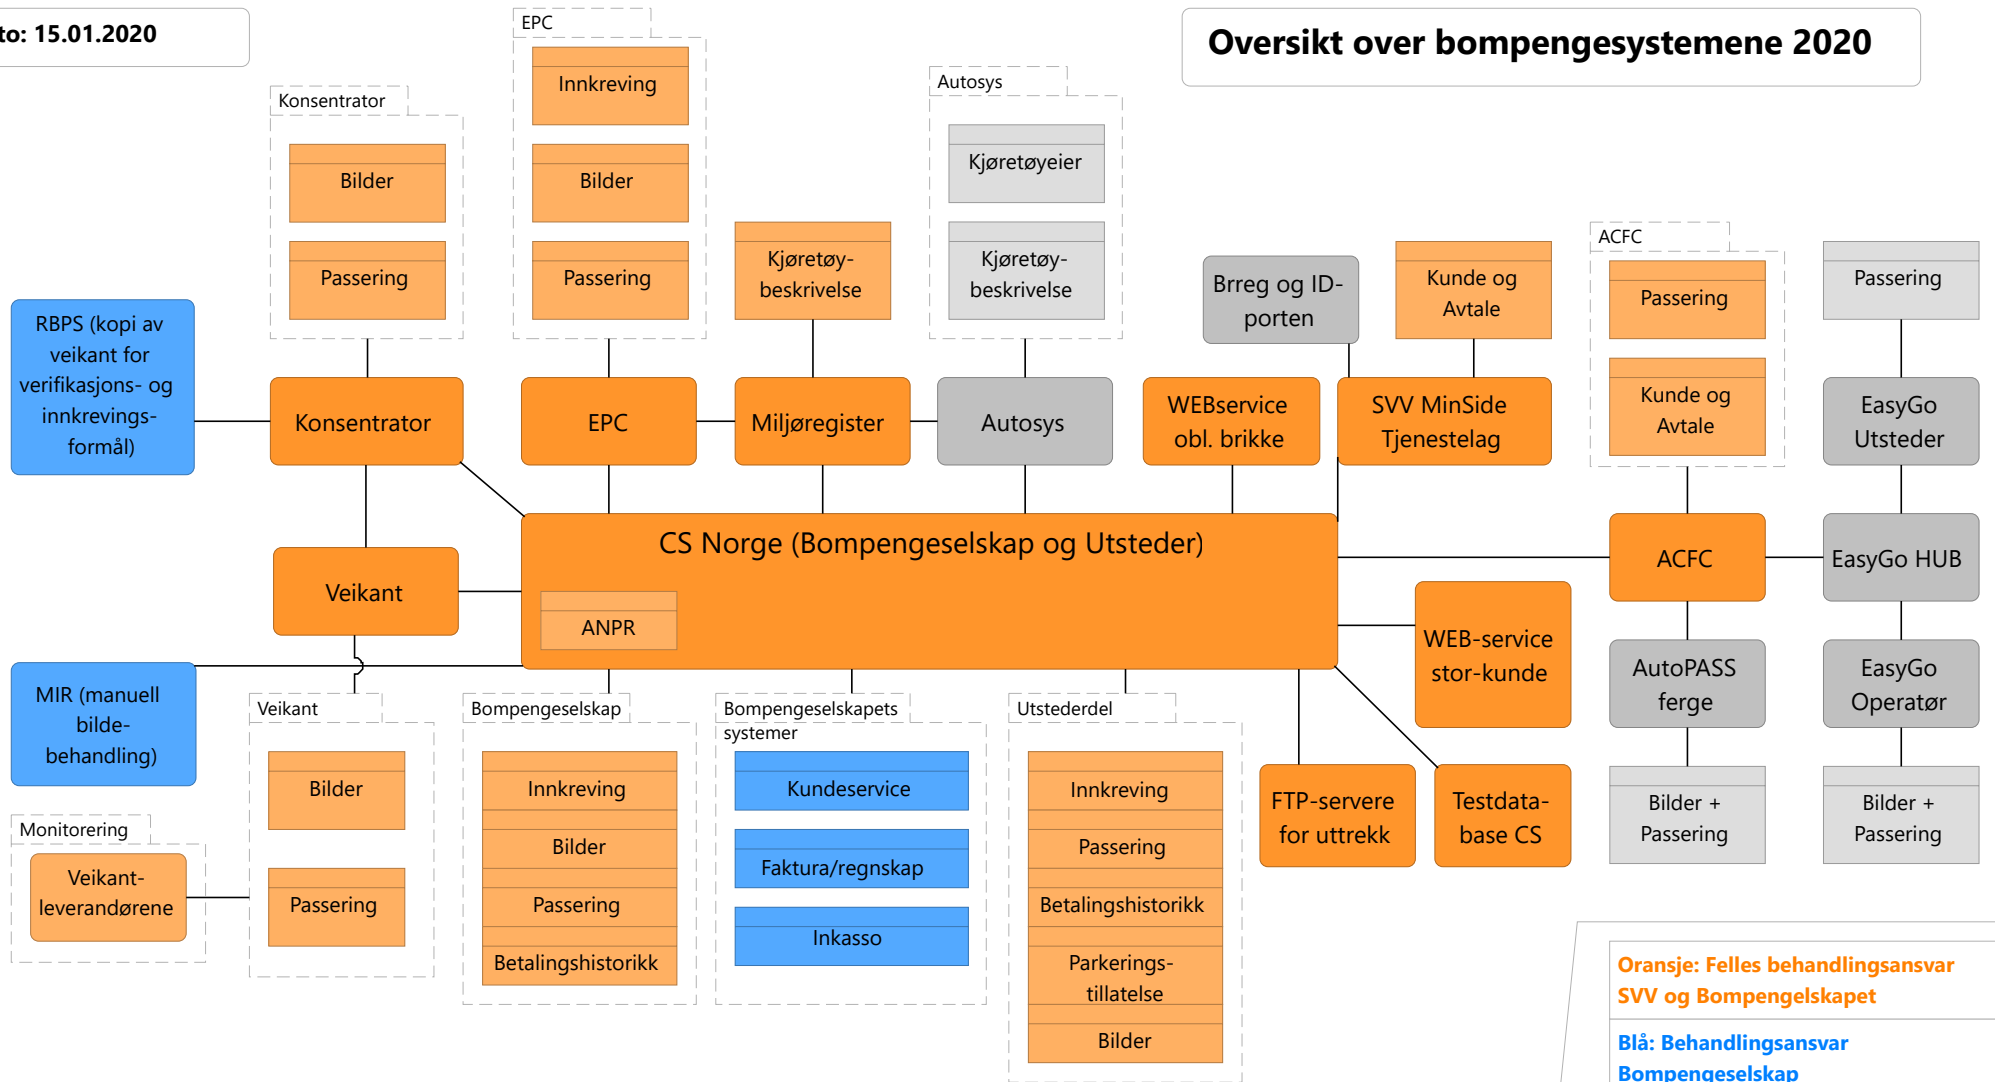 to: 15.01.2020
Oversikt over bompengesystemene 2020
EPC
Innkreving
Bilder
Passering
Konsentrator
Bilder
Passering
Autosys
Kjøretøyeier
Kjøretøy-
beskrivelse
Kjøretøy-
beskrivelse
Brreg og ID-
porten
Kunde og
Avtale
ACFC
Passering
Kunde og
Avtale
Passering
RBPS (kopi av
veikant for
verifikasjons- og
innkrevings-
formål)
Konsentrator
EPC
Miljøregister
Autosys
WEBservice
obl. brikke
SVV MinSide
Tjenestelag
EasyGo
Utsteder
CS Norge (Bompengeselskap og Utsteder)
ANPR
Veikant
ACFC
EasyGo HUB
WEB-service
stor-kunde
AutoPASS
ferge
EasyGo
Operatør
MIR (manuell
bilde-
behandling)
Veikant
Bilder
Passering
Monitorering
Veikant-
leverandørene
Bompengeselskap
Innkreving
Bilder
Passering
Betalingshistorikk
Bompengeselskapets
systemer
Kundeservice
Faktura/regnskap
Inkasso
Utstederdel
Innkreving
Passering
Betalingshistorikk
Parkerings-
tillatelse
Bilder
FTP-servere
for uttrekk
Testdata-
base CS
Bilder +
Passering
Bilder +
Passering
Oransje: Felles behandlingsansvar
SVV og Bompengelskapet
Blå: Behandlingsansvar
Bompengeselskap